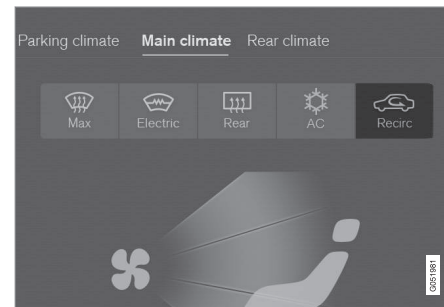 Parking climate Main climate Rear climate
Max Electric Rear AC Recirc
G051981